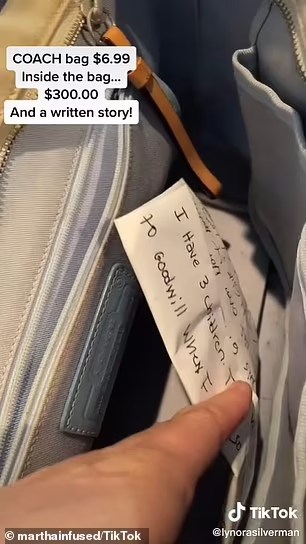 COACH bag $6.99
Inside the bag...
$300.00
And a written story!
I Have 3 children
to goodwill when I
TikTok
@lynorasilverman
© marthainfused/TikTok